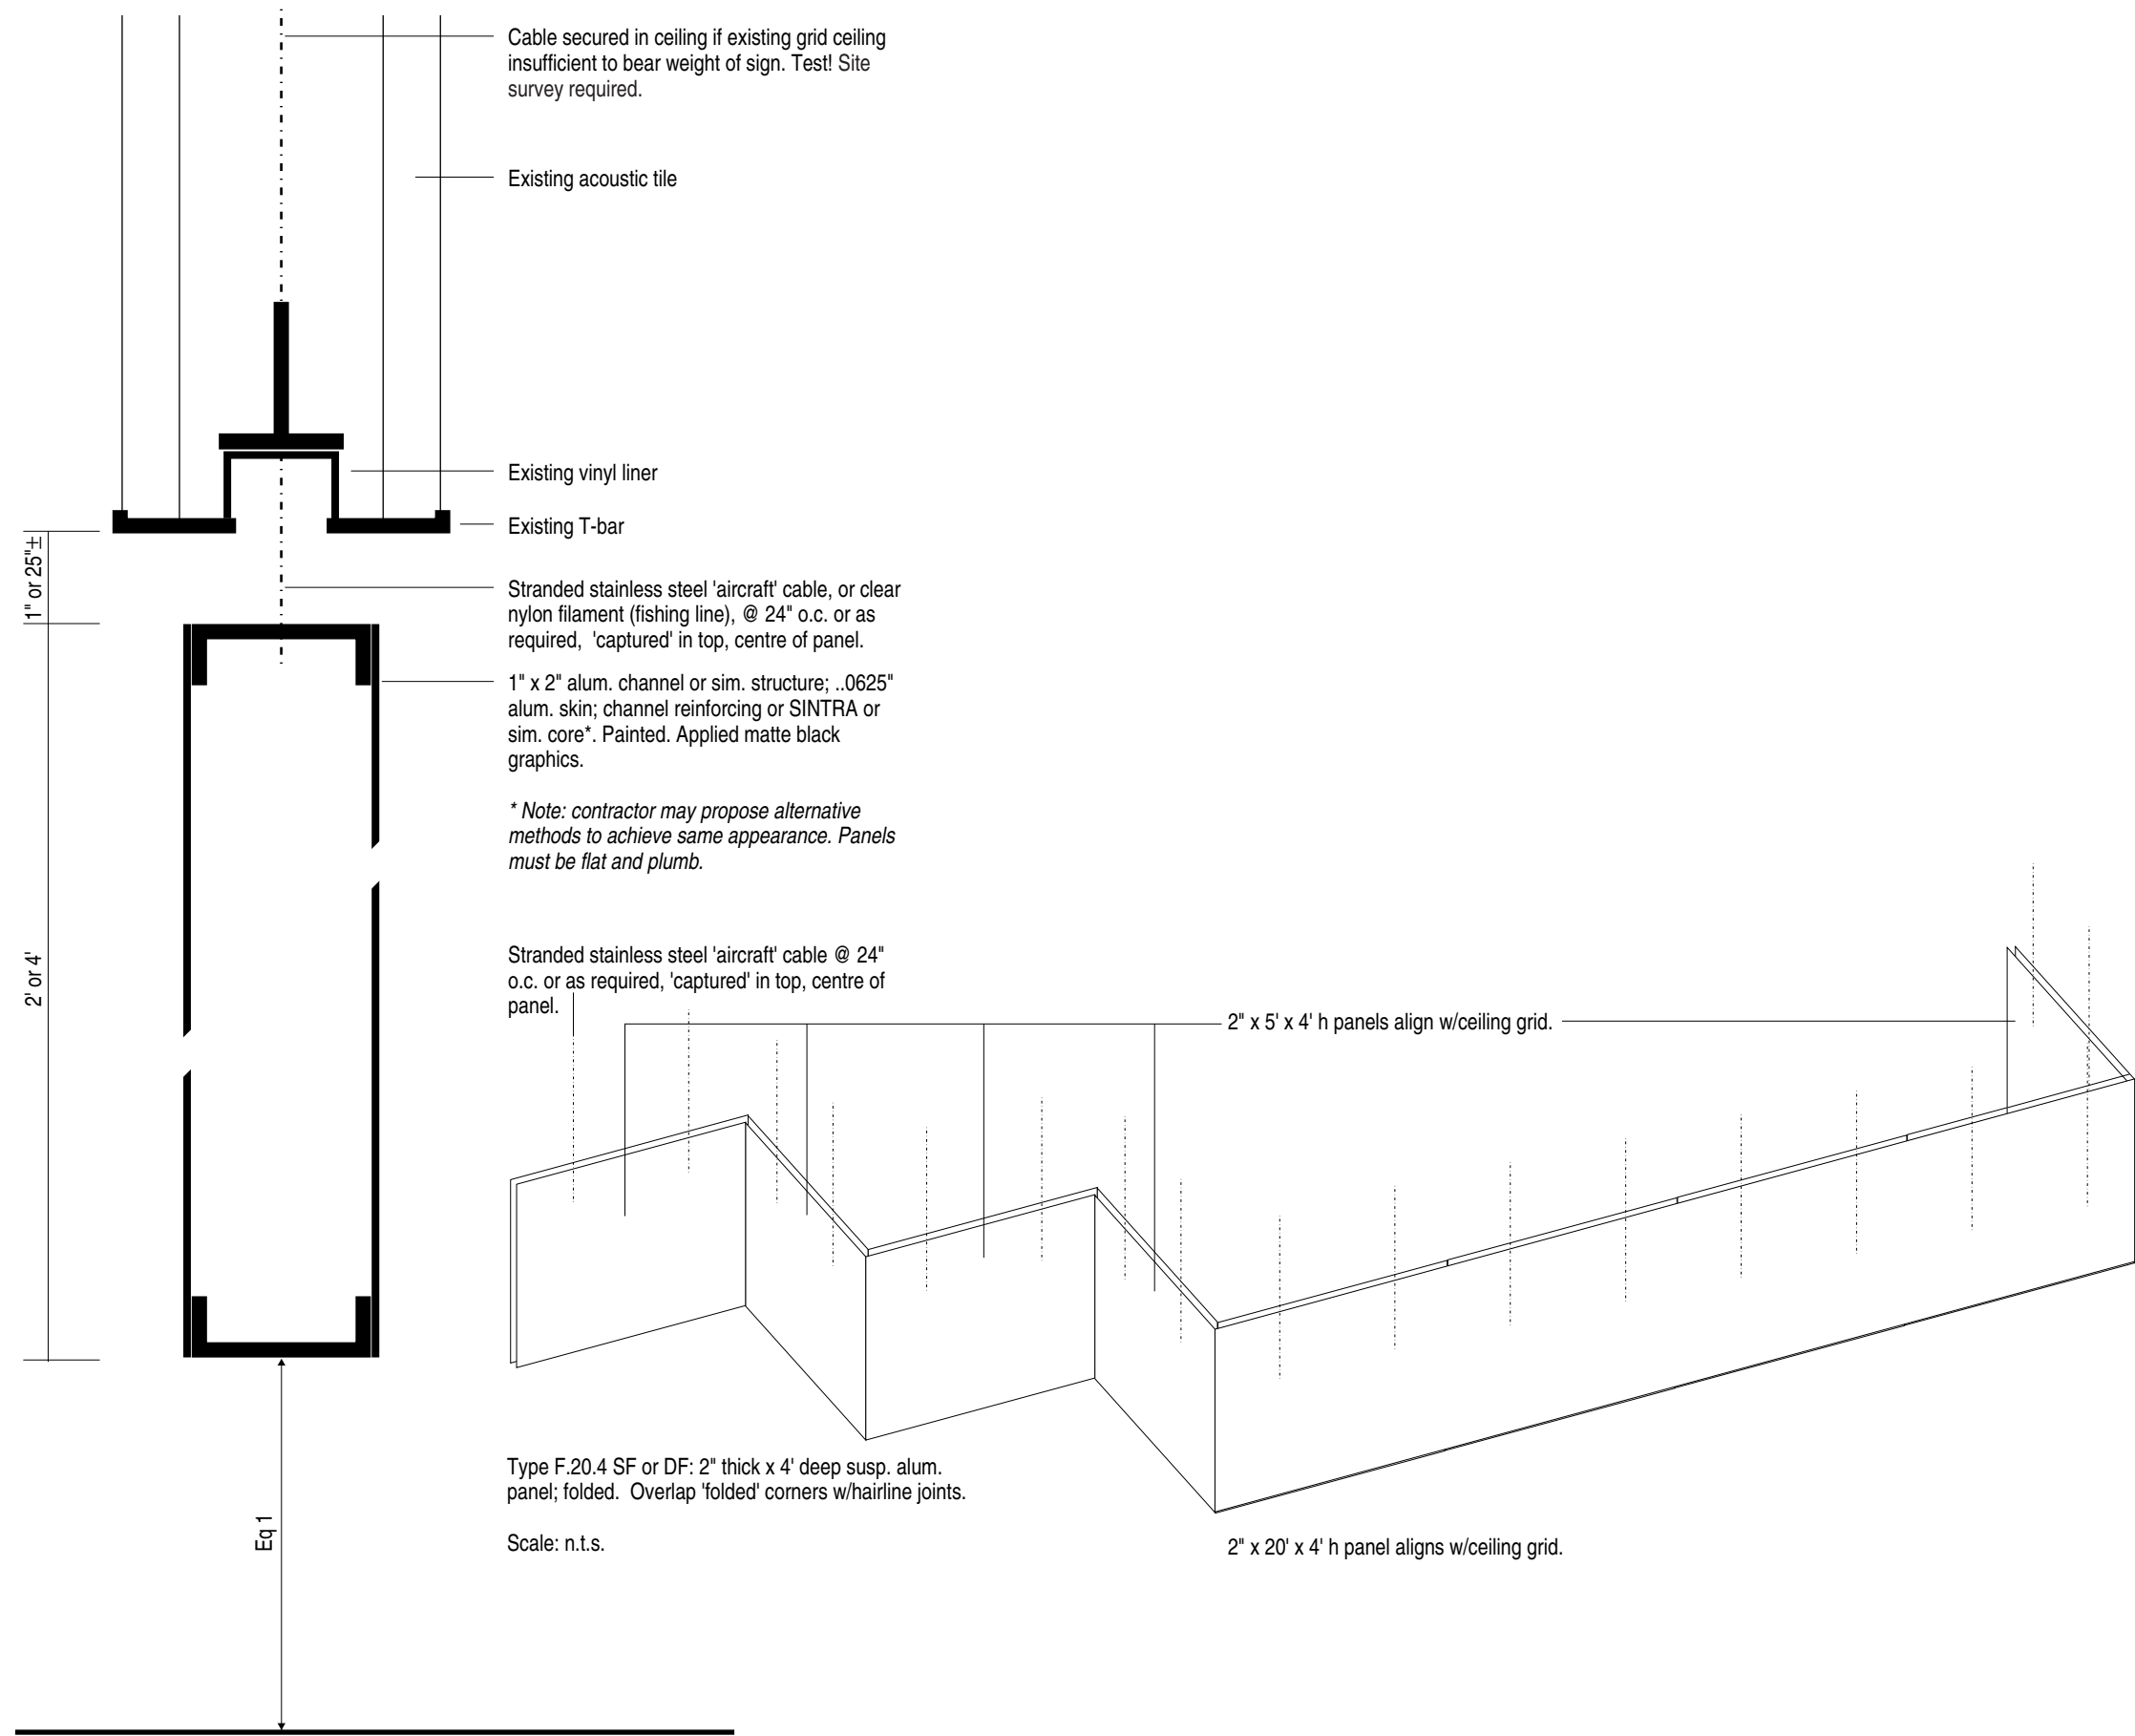 Cable secured in ceiling if existing grid ceiling
insufficient to bear weight of sign. Test! Site
survey required.
Existing acoustic tile
Existing vinyl liner
Existing T-bar
1" or 25"±
Stranded stainless steel 'aircraft' cable, or clear
nylon filament (fishing line), @ 24" o.c. or as
required,  'captured' in top, centre of panel.
1" x 2" alum. channel or sim. structure; ..0625"
alum. skin; channel reinforcing or SINTRA or
sim. core*. Painted. Applied matte black
graphics.
* Note: contractor may propose alternative
methods to achieve same appearance. Panels
must be flat and plumb.
2' or 4'
Stranded stainless steel 'aircraft' cable @ 24"
o.c. or as required, 'captured' in top, centre of
panel.
2" x 5' x 4' h panels align w/ceiling grid.
Type F.20.4 SF or DF: 2" thick x 4' deep susp. alum.
panel; folded.  Overlap 'folded' corners w/hairline joints.
Scale: n.t.s.
2" x 20' x 4' h panel aligns w/ceiling grid.
Eq 1